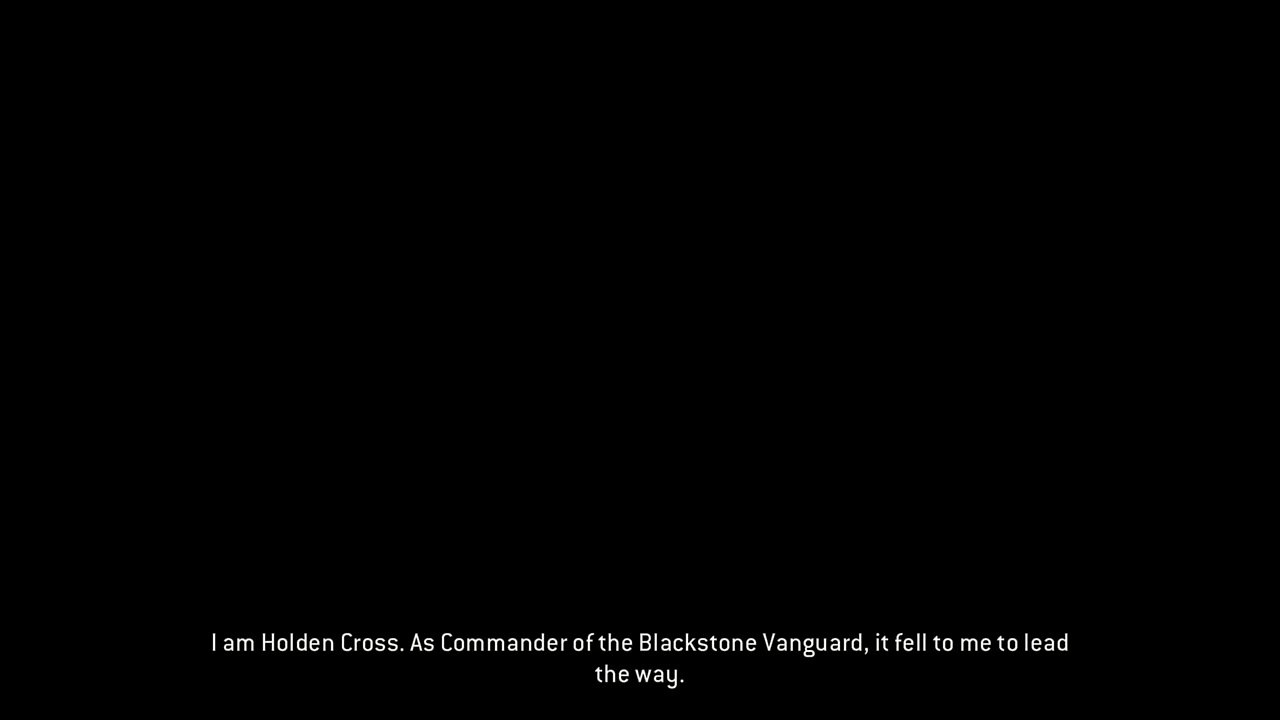 I am Holden Cross. As Commander of the Blackstone Vanguard, it fell to me to lead
the way.